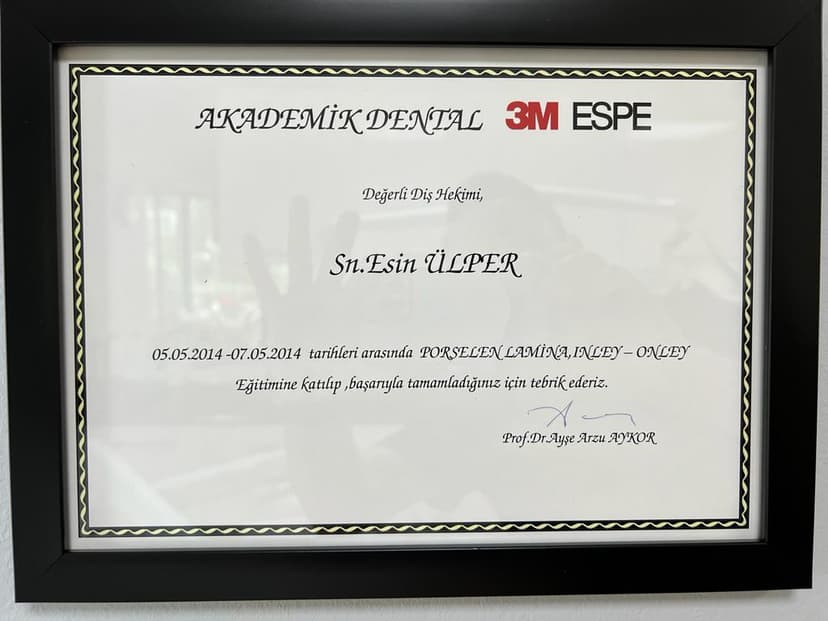 AKADEMİK DENTAL 3M ESPE
Değerli Diş Hekimi,
Sn.Esin ÜLPER
05.05.2014 -07.05.2014 tarihleri arasında PORSELEN LAMİNA,INLEY – ONLEY
Eğitimine katılıp ,başarıyla tamamladığınız için tebrik ederiz.
Prof.Dr.Ayşe Arzu AYKOR